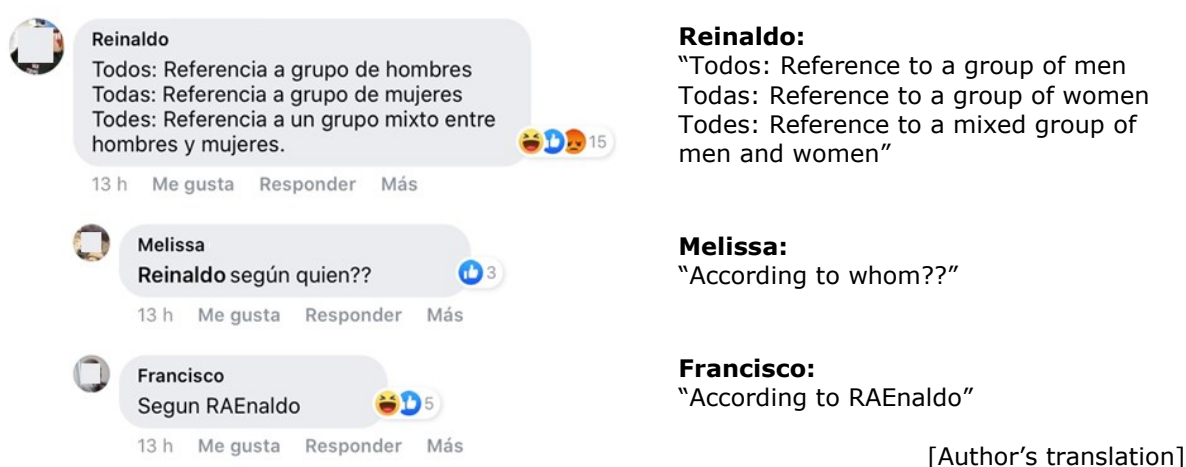 Reinaldo
Todos: Referencia a grupo de hombres
Todas: Referencia a grupo de mujeres
Todes: Referencia a un grupo mixto entre
hombres y mujeres.
15
13 h Me gusta Responder Más
Melissa
Reinaldo según quien??
3
13 h Me gusta Responder Más
Francisco
Segun RAEnaldo
5
13 h Me gusta Responder Más
Reinaldo:
“Todos: Reference to a group of men
Todas: Reference to a group of women
Todes: Reference to a mixed group of
men and women”
Melissa:
“According to whom??”
Francisco:
“According to RAEnaldo”
[Author’s translation]